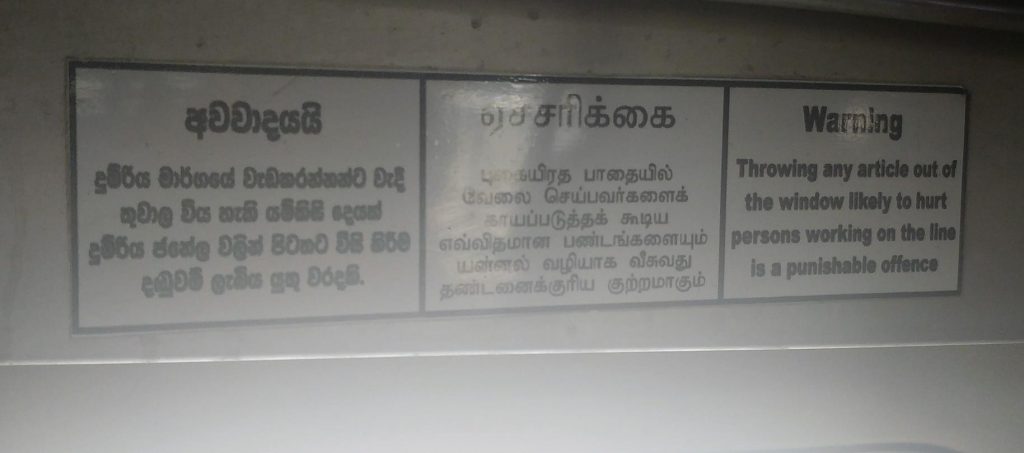 අවවාදයයි
දුම්රිය මාර්ගයේ වැඩකරන්නන්ට වැදී
තුවාල විය හැකි යම්කිසි දෙයක්
දුම්රිය ජනේල වලින් පිටතට විසි කිරීම
දඬුවම් ලැබිය යුතු වරදකි.
எச்சரிக்கை
புகையிரத பாதையில்
வேலை செய்பவர்களைக்
காயப்படுத்தக் கூடிய
எவ்விதமான பண்டங்களையும்
யன்னல் வழியாக வீசுவது
தண்டனைக்குரிய குற்றமாகும்
Warning
Throwing any article out of
the window likely to hurt
persons working on the line
is a punishable offence